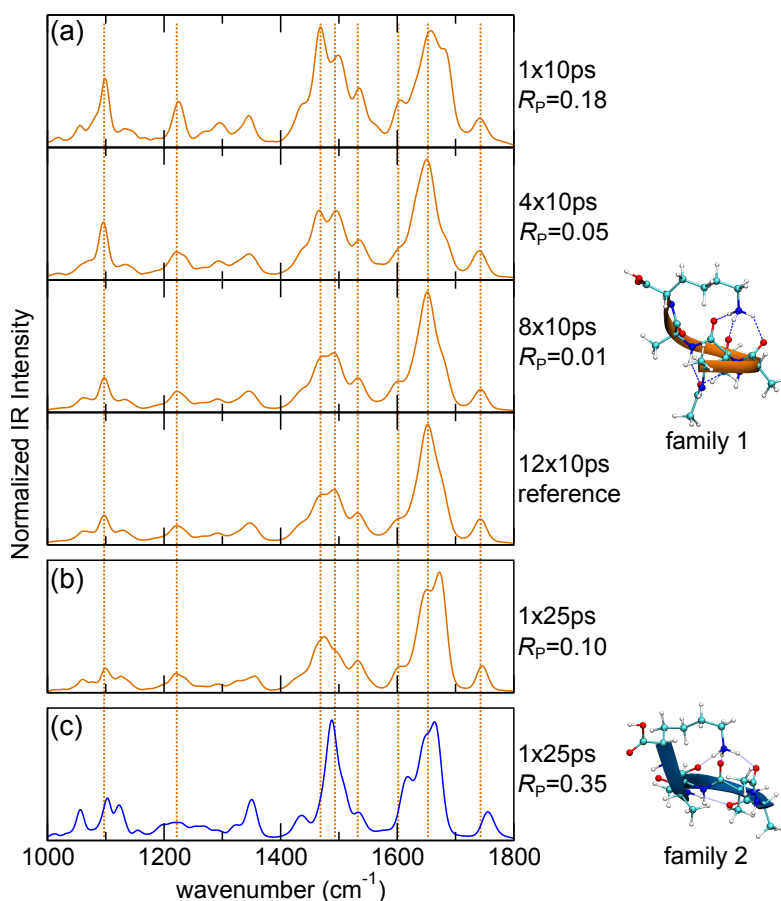 (a)
1x10ps
R_P=0.18
4x10ps
R_P=0.05
8x10ps
R_P=0.01
family 1
12x10ps
reference
Normalized IR Intensity
(b)
1x25ps
R_P=0.10
(c)
1x25ps
R_P=0.35
family 2
1000 1200 1400 1600 1800
wavenumber (cm⁻¹)